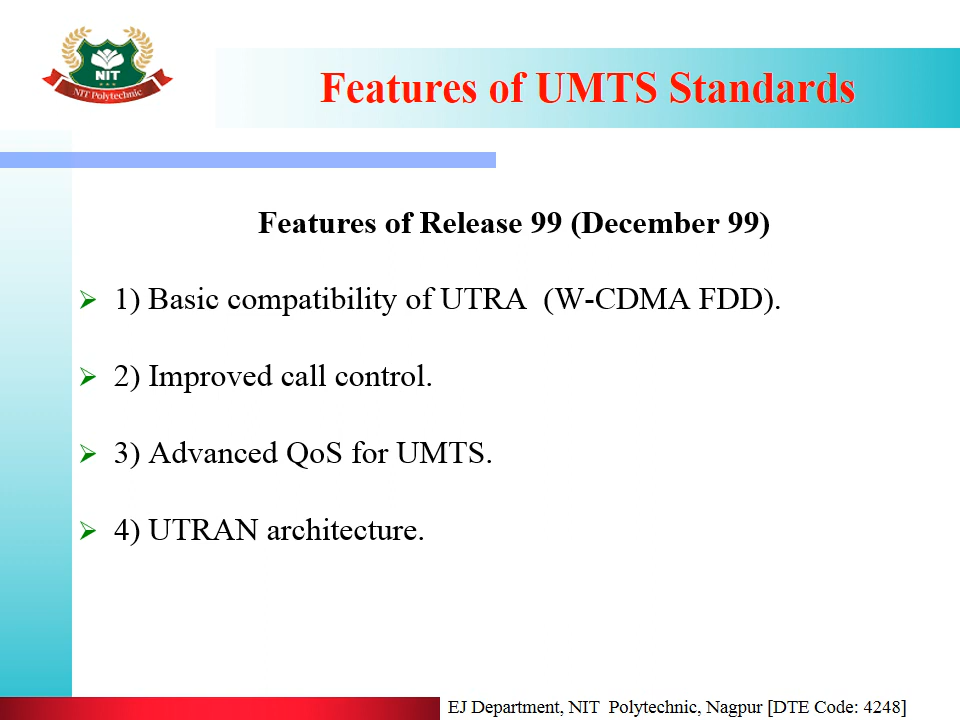 NIT
NIT Polytechnic
Features of UMTS Standards
Features of Release 99 (December 99)
1) Basic compatibility of UTRA (W-CDMA FDD).
2) Improved call control.
3) Advanced QoS for UMTS.
4) UTRAN architecture.
EJ Department, NIT Polytechnic, Nagpur [DTE Code: 4248]